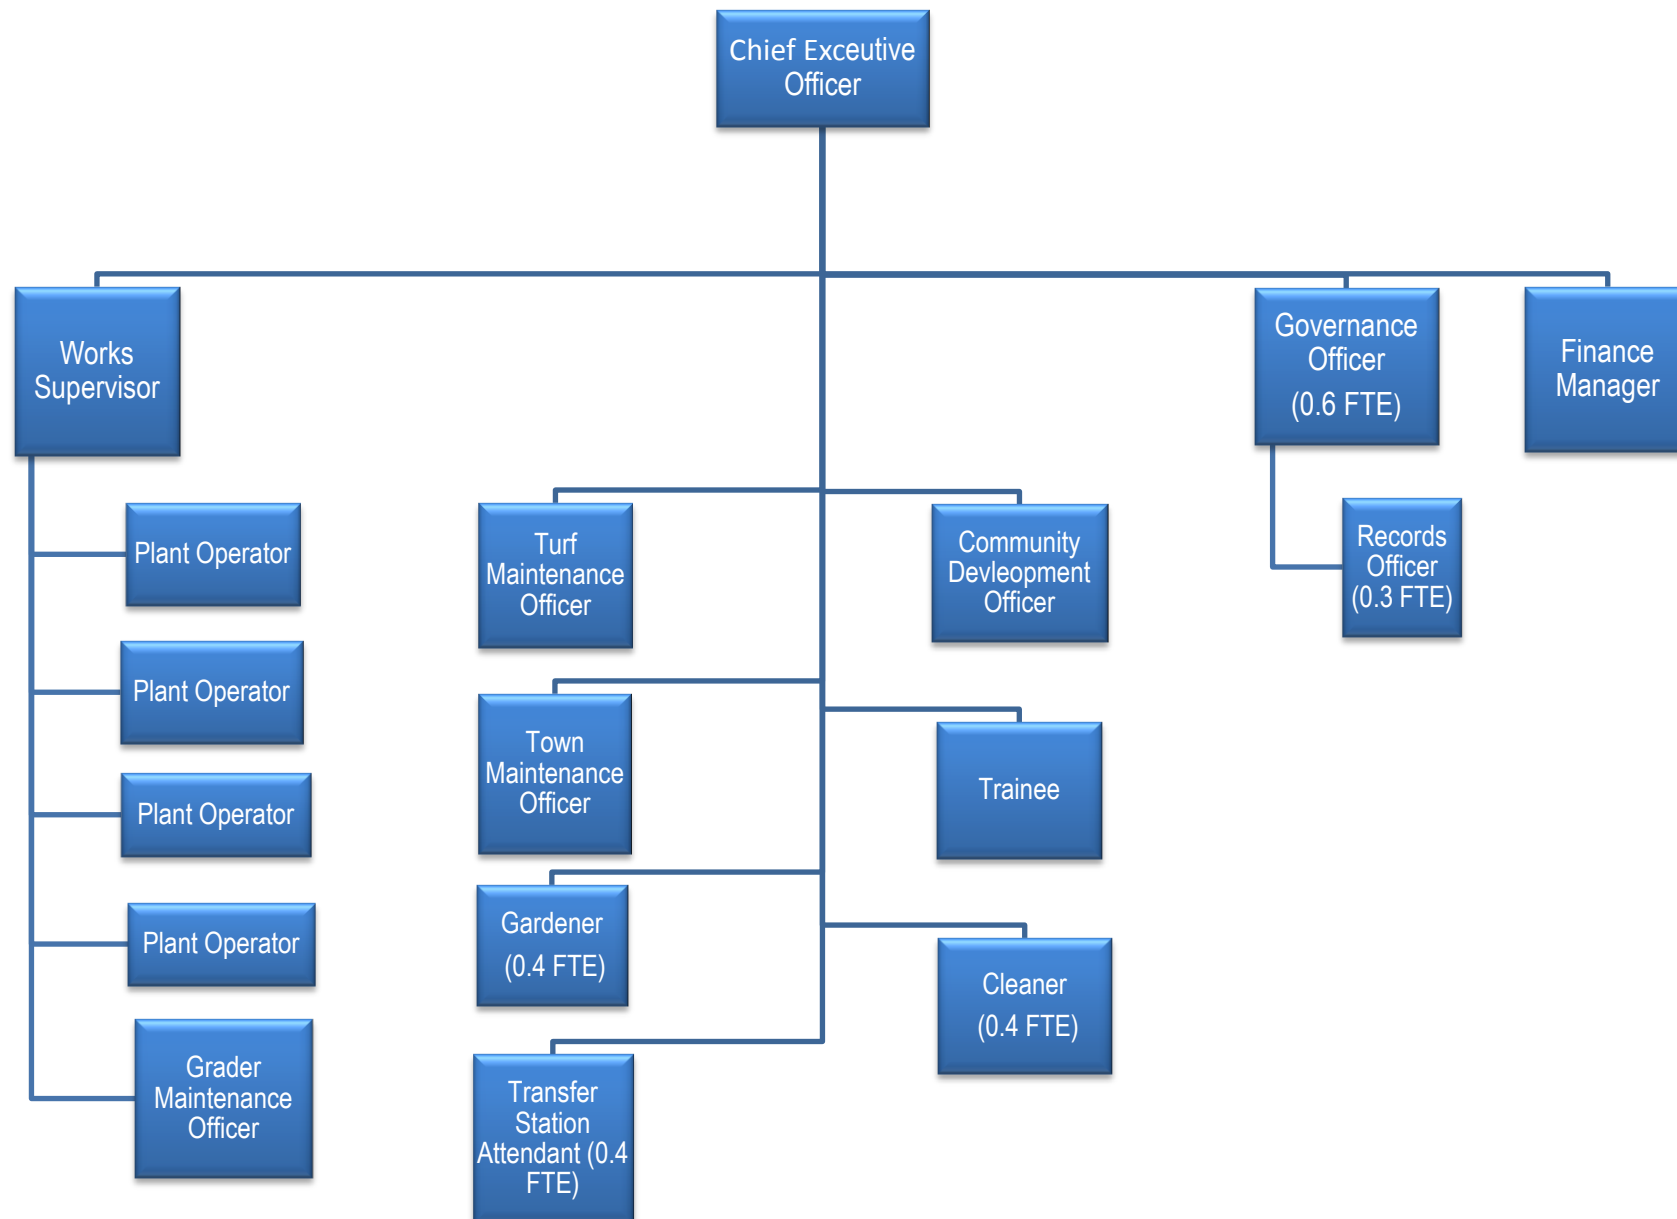 Chief Exceutive
Officer
Works
Supervisor
Governance
Officer
(0.6 FTE)
Finance
Manager
Plant Operator
Plant Operator
Plant Operator
Plant Operator
Grader
Maintenance
Officer
Turf
Maintenance
Officer
Town
Maintenance
Officer
Gardener
(0.4 FTE)
Transfer
Station
Attendant (0.4
FTE)
Community
Devleopment
Officer
Trainee
Cleaner
(0.4 FTE)
Records
Officer
(0.3 FTE)